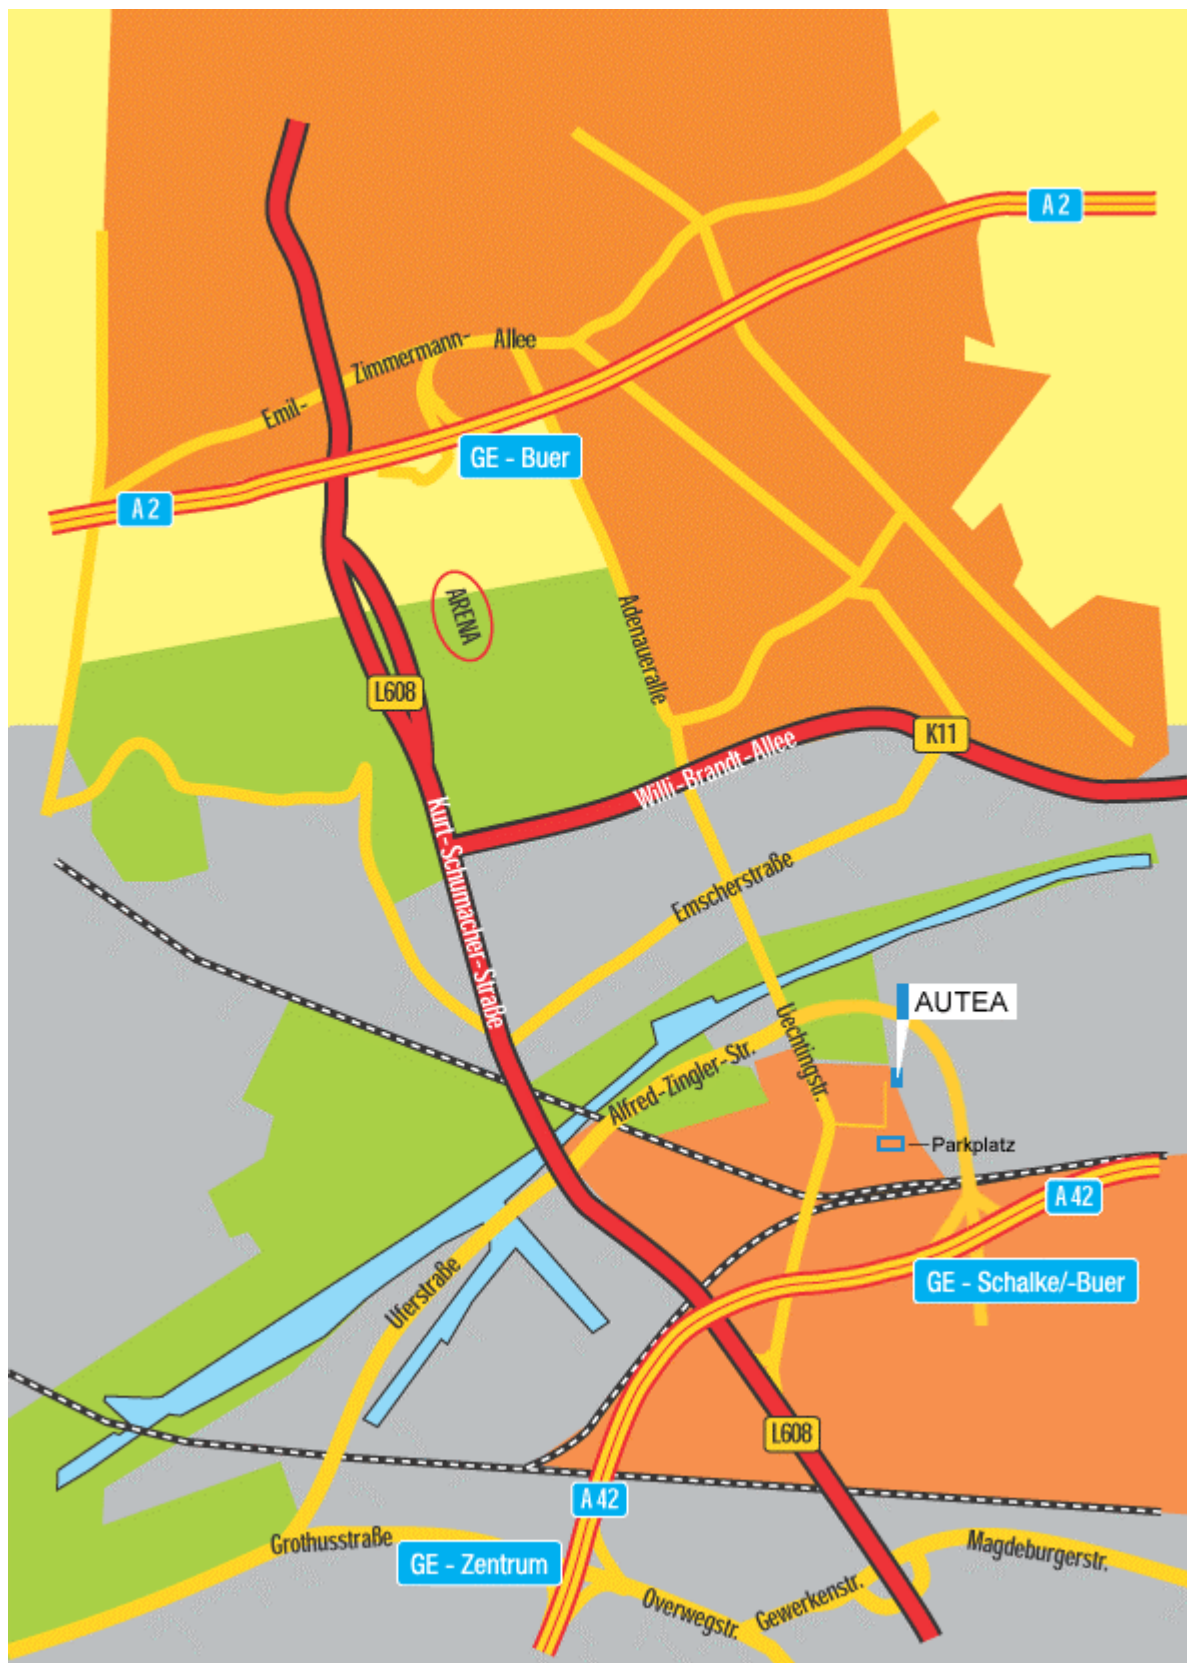 A 2
Emil-
Zimmermann-
Allee
GE - Buer
A 2
ARENA
Adenaueralle
L608
K11
Willi-Brandt-Allee
Kurt-Schumacher-Straße
Emscherstraße
AUTEA
Uechtingstr.
Alfred-Zingler-Str.
Parkplatz
A 42
GE - Schalke/-Buer
Uferstraße
L608
A 42
Grothusstraße
GE - Zentrum
Magdeburgerstr.
Overwegstr.
Gewerkenstr.